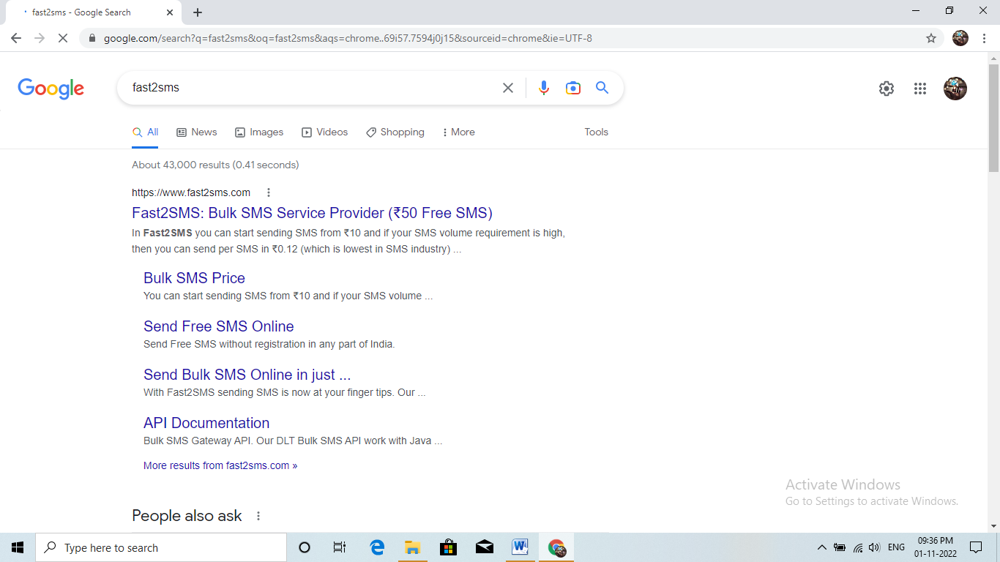 fast2sms - Google Search
google.com/search?q=fast2sms&oq=fast2sms&aqs=chrome..69i57.7594j0j15&sourceid=chrome&ie=UTF-8
Google
fast2sms
All News Images Videos Shopping More Tools
About 43,000 results (0.41 seconds)
https://www.fast2sms.com
Fast2SMS: Bulk SMS Service Provider (₹50 Free SMS)
In Fast2SMS you can start sending SMS from ₹10 and if your SMS volume requirement is high,
then you can send per SMS in ₹0.12 (which is lowest in SMS industry) ...
Bulk SMS Price
You can start sending SMS from ₹10 and if your SMS volume ...
Send Free SMS Online
Send Free SMS without registration in any part of India.
Send Bulk SMS Online in just ...
With Fast2SMS sending SMS is now at your finger tips. Our ...
API Documentation
Bulk SMS Gateway API. Our DLT Bulk SMS API work with Java ...
More results from fast2sms.com »
People also ask
Activate Windows
Go to Settings to activate Windows.
Type here to search
ENG
09:36 PM
01-11-2022